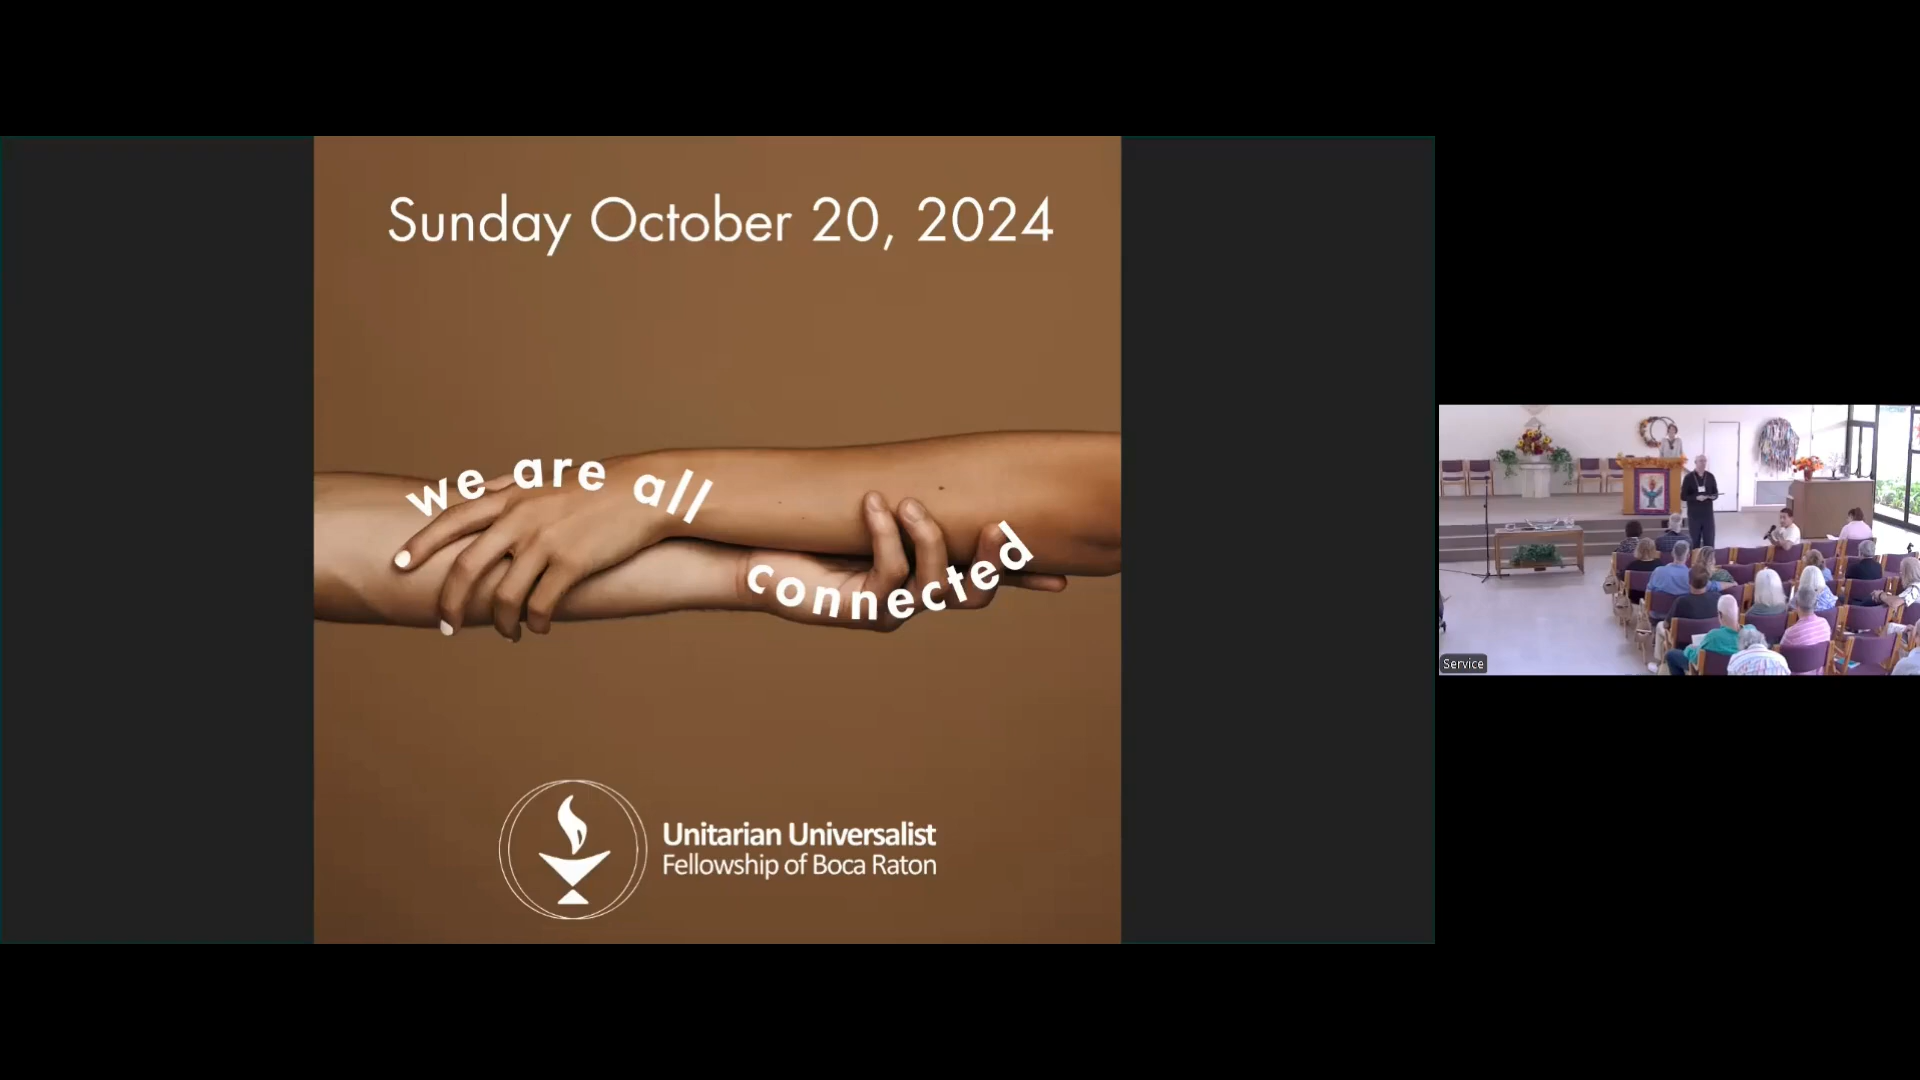 Sunday October 20, 2024
we are all
connected
Unitarian Universalist
Fellowship of Boca Raton
Service